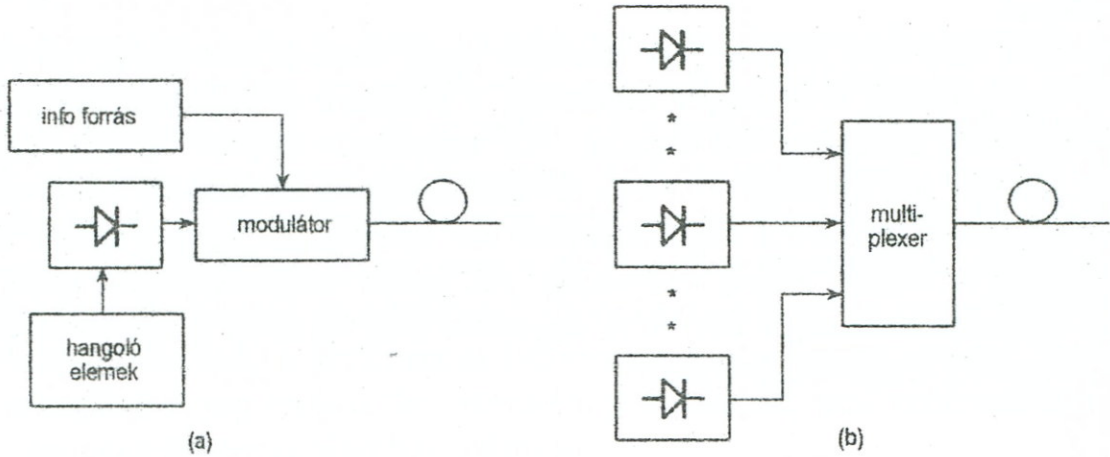 info forrás
modulátor
hangoló
elemek
(a)
*
*
*
*
multi-
plexer
(b)